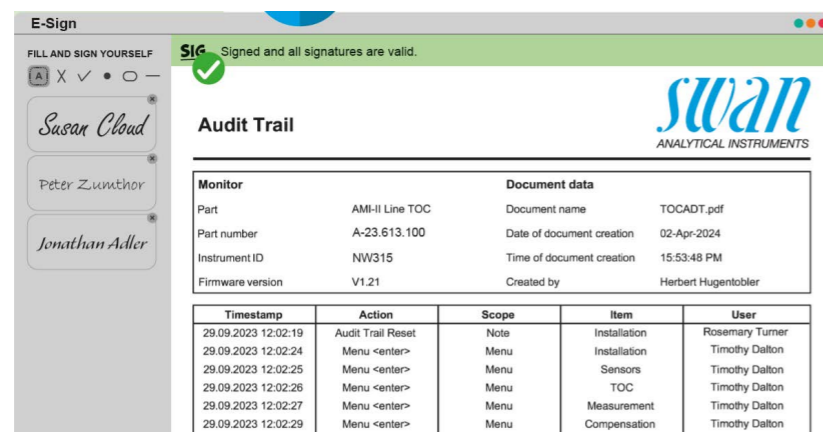 E-Sign
FILL AND SIGN YOURSELF
SIG Signed and all signatures are valid.
A
Susan Cloud
Peter Zumthor
Jonathan Adler
swan
ANALYTICAL INSTRUMENTS
Audit Trail
Monitor Document data
Part AMI-II Line TOC Document name TOCADT.pdf
Part number A-23.613.100 Date of document creation 02-Apr-2024
Instrument ID NW315 Time of document creation 15:53:48 PM
Firmware version V1.21 Created by Herbert Hugentobler
Timestamp Action Scope Item User
29.09.2023 12:02:19 Audit Trail Reset Note Installation Rosemary Turner
29.09.2023 12:02:24 Menu <enter> Menu Installation Timothy Dalton
29.09.2023 12:02:25 Menu <enter> Menu Sensors Timothy Dalton
29.09.2023 12:02:26 Menu <enter> Menu TOC Timothy Dalton
29.09.2023 12:02:27 Menu <enter> Menu Measurement Timothy Dalton
29.09.2023 12:02:29 Menu <enter> Menu Compensation Timothy Dalton